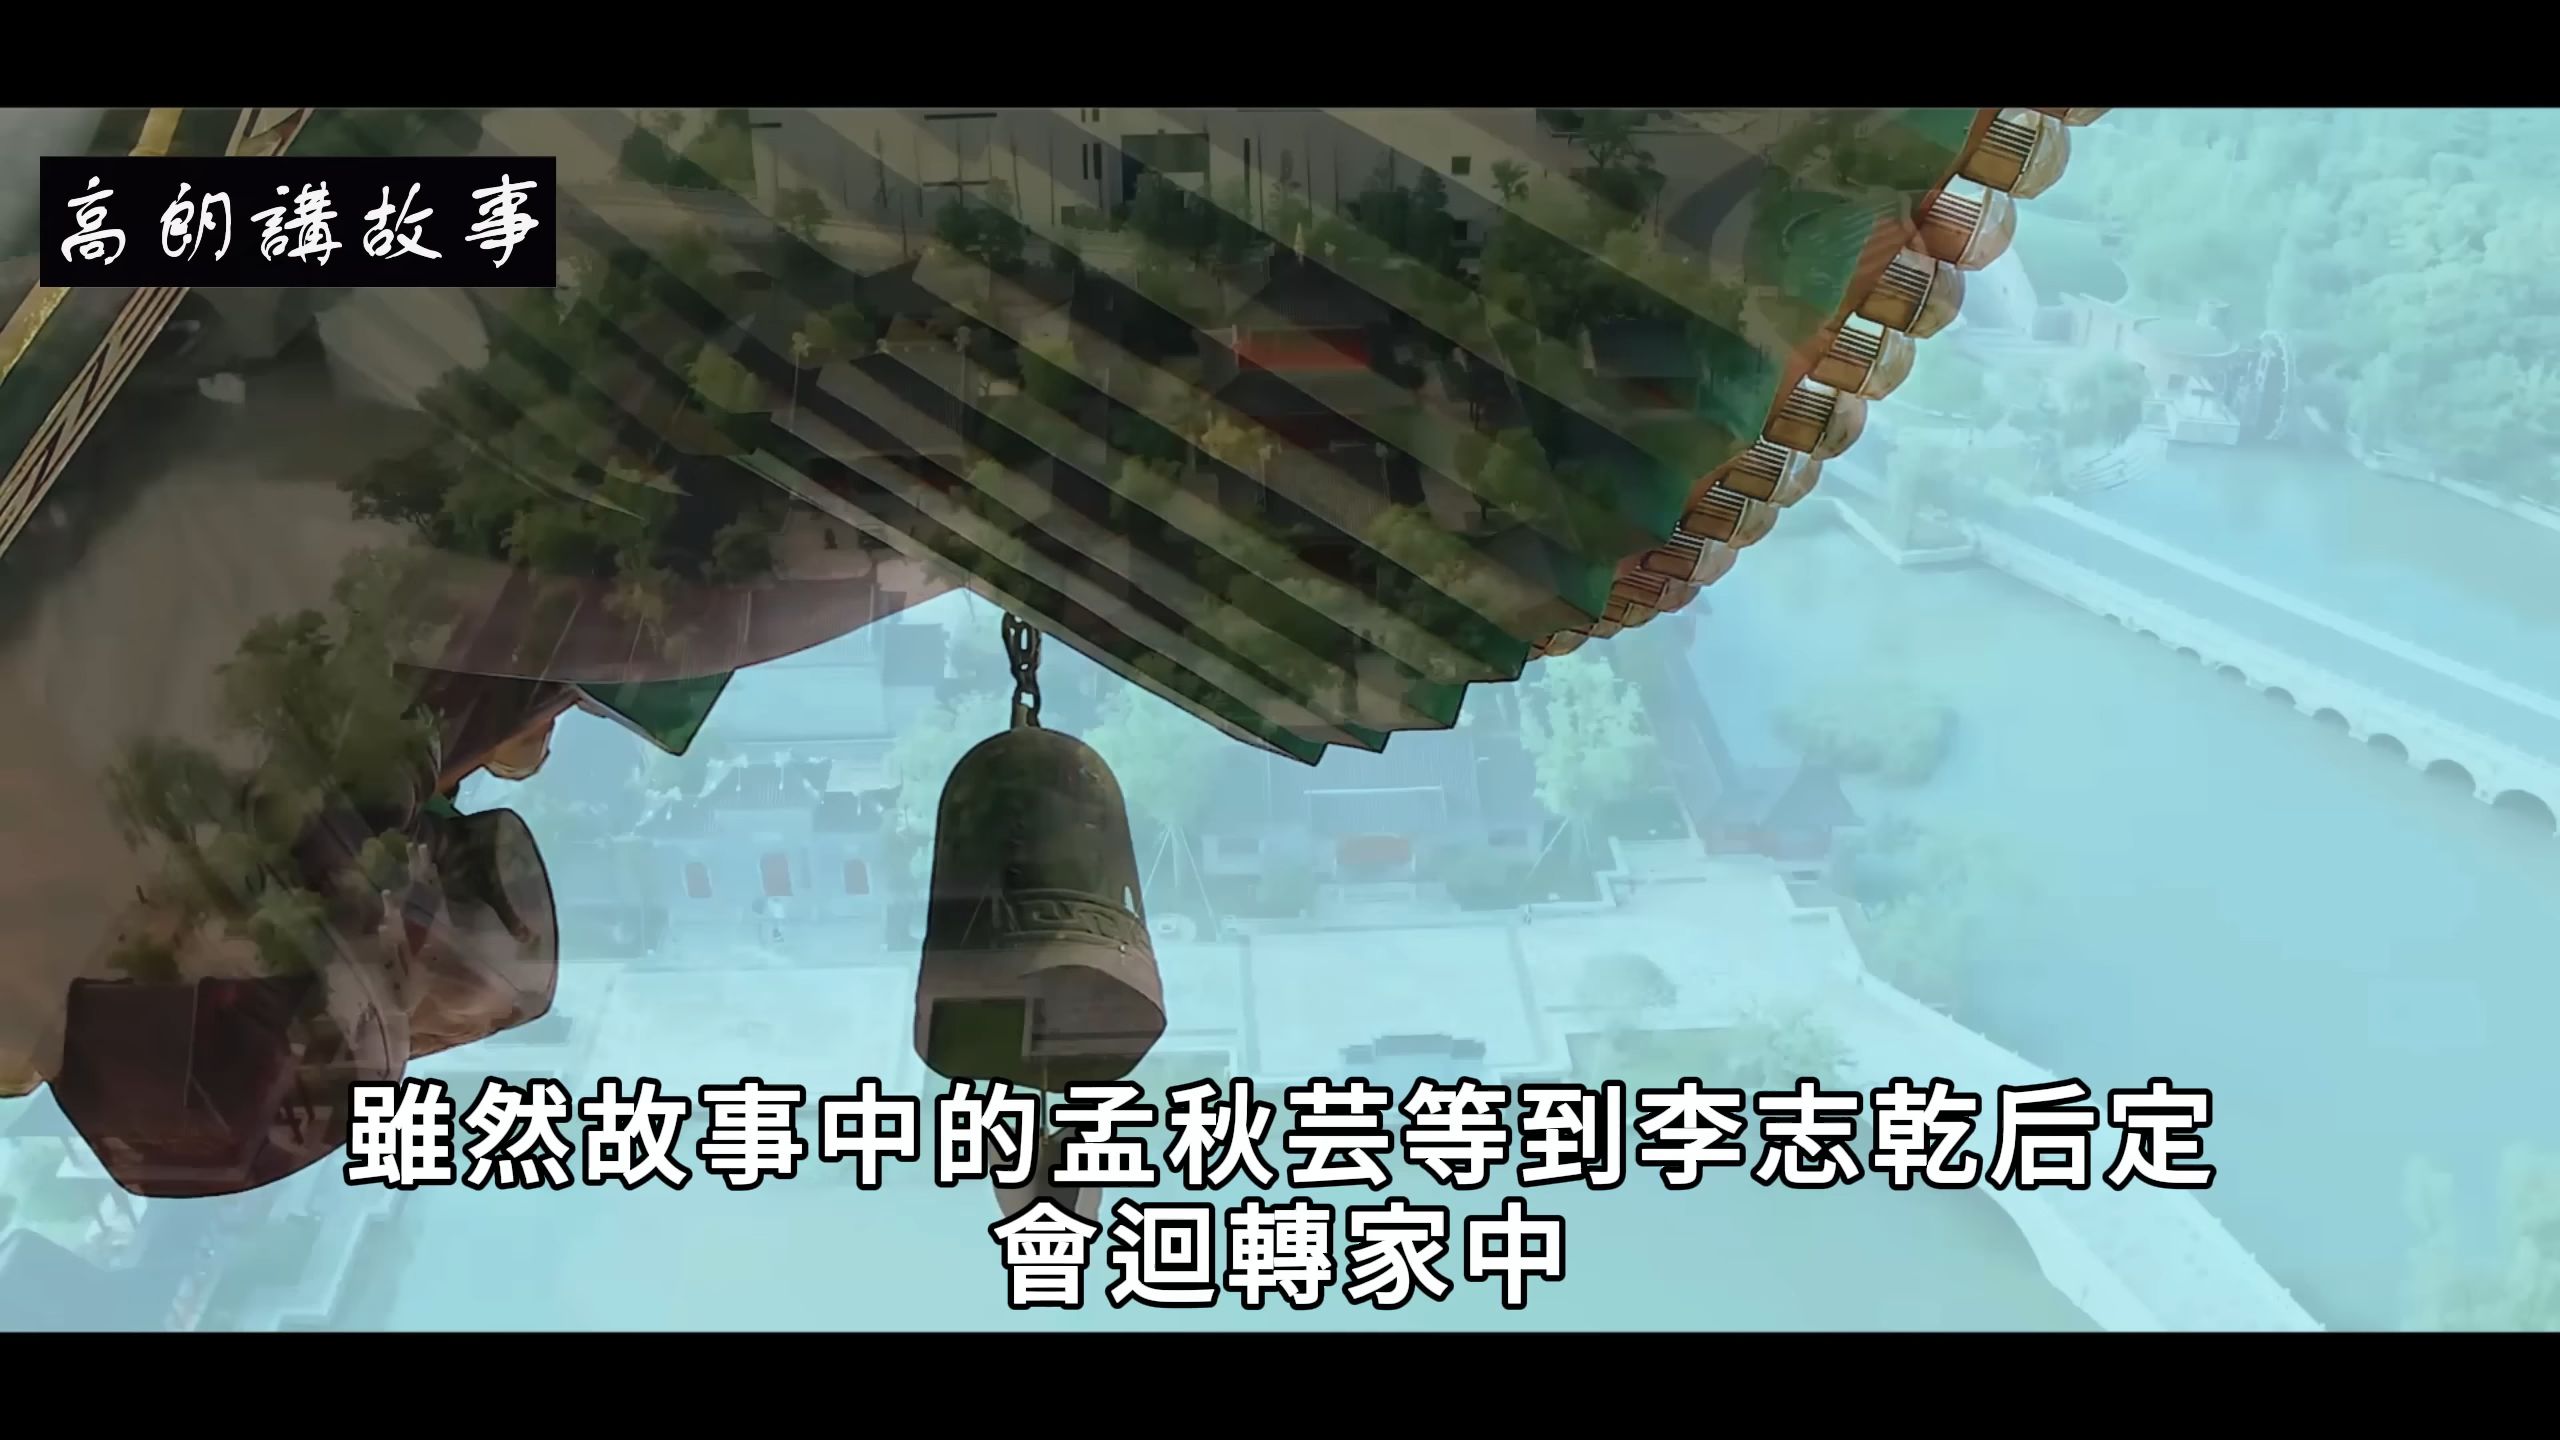 高朗講故事
雖然故事中的孟秋芸等到李志乾后定
會迴轉家中